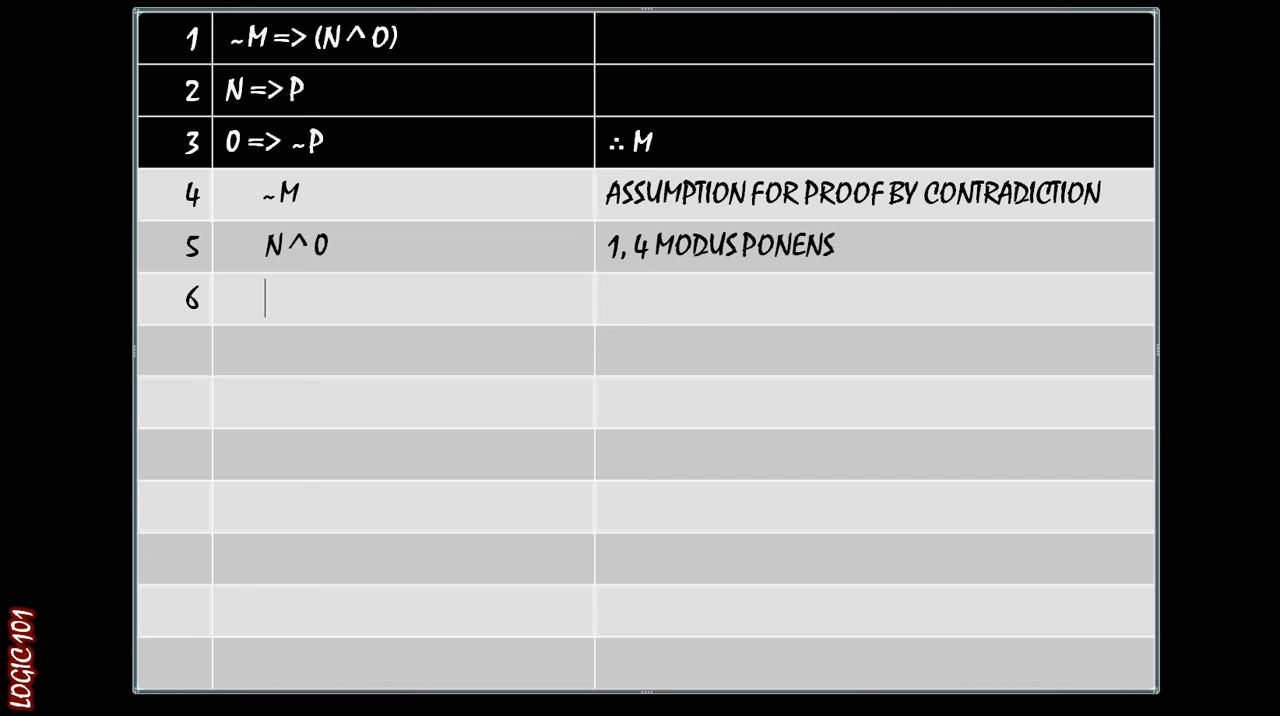 1 ~M => (N ^ O)
2 N => P
3 O => ~P ∴ M
4 ~M ASSUMPTION FOR PROOF BY CONTRADICTION
5 N ^ O 1, 4 MODUS PONENS
6
LOGIC 101